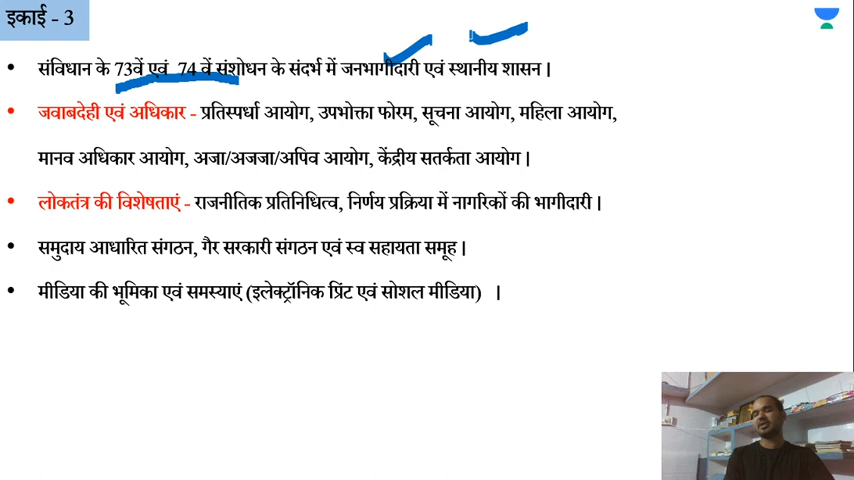 इकाई - 3
• संविधान के 73वें एवं 74 वें संशोधन के संदर्भ में जनभागीदारी एवं स्थानीय शासन |
• जवाबदेही एवं अधिकार - प्रतिस्पर्धा आयोग, उपभोक्ता फोरम, सूचना आयोग, महिला आयोग,
मानव अधिकार आयोग, अजा/अजजा/अपिव आयोग, केंद्रीय सतर्कता आयोग |
• लोकतंत्र की विशेषताएं - राजनीतिक प्रतिनिधित्व, निर्णय प्रक्रिया में नागरिकों की भागीदारी |
• समुदाय आधारित संगठन, गैर सरकारी संगठन एवं स्व सहायता समूह |
• मीडिया की भूमिका एवं समस्याएं (इलेक्ट्रॉनिक प्रिंट एवं सोशल मीडिया) |